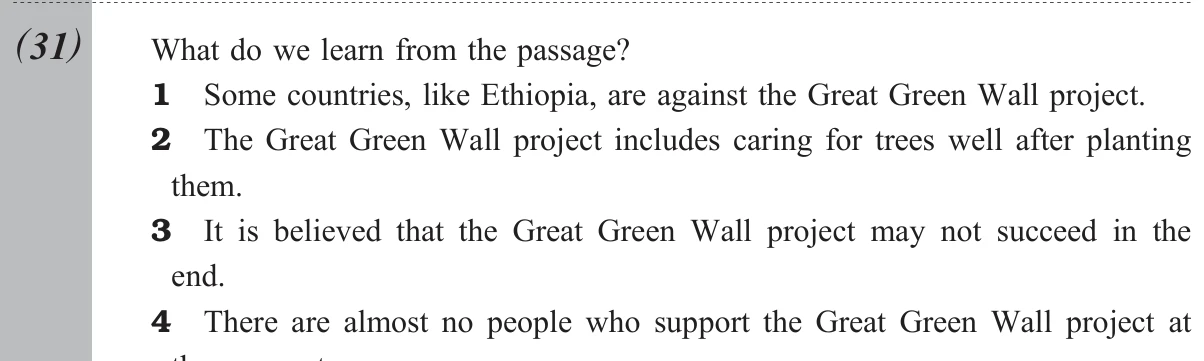 (31) What do we learn from the passage?
1 Some countries, like Ethiopia, are against the Great Green Wall project.
2 The Great Green Wall project includes caring for trees well after planting
them.
3 It is believed that the Great Green Wall project may not succeed in the
end.
4 There are almost no people who support the Great Green Wall project at